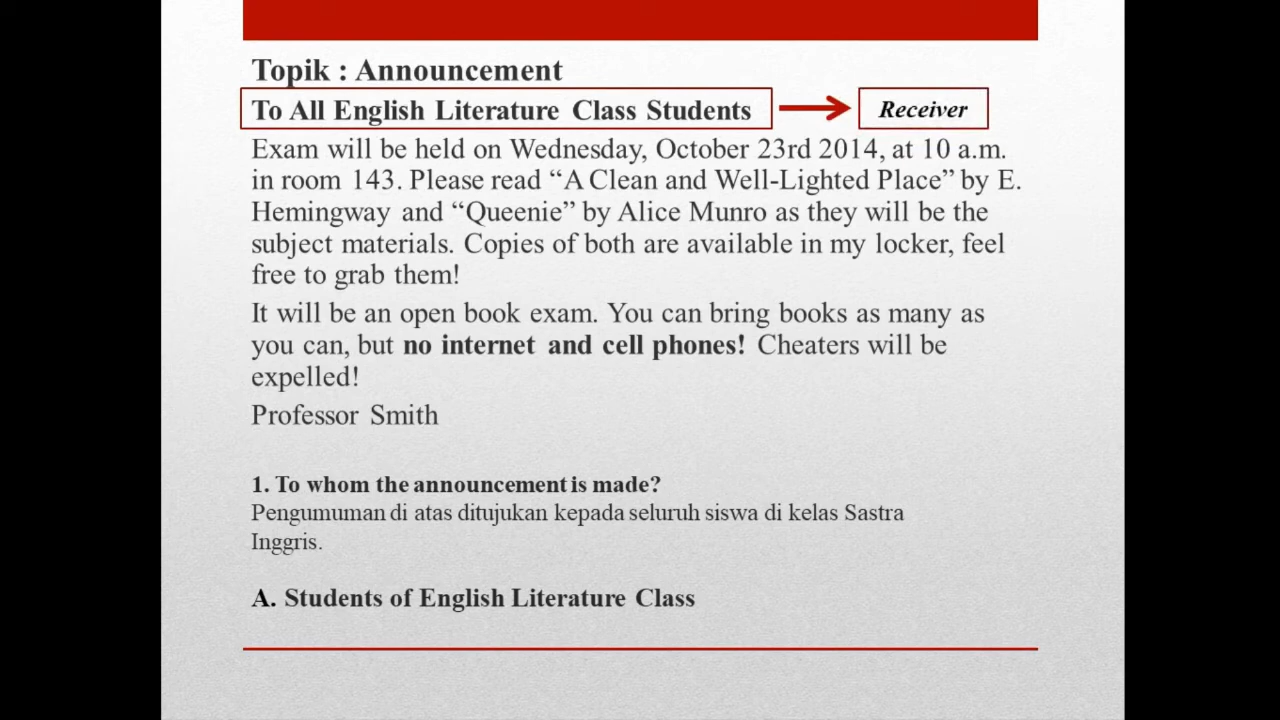 Topik : Announcement
To All English Literature Class Students
Receiver
Exam will be held on Wednesday, October 23rd 2014, at 10 a.m.
in room 143. Please read “A Clean and Well-Lighted Place” by E.
Hemingway and “Queenie” by Alice Munro as they will be the
subject materials. Copies of both are available in my locker, feel
free to grab them!
It will be an open book exam. You can bring books as many as
you can, but no internet and cell phones! Cheaters will be
expelled!
Professor Smith
1. To whom the announcement is made?
Pengumuman di atas ditujukan kepada seluruh siswa di kelas Sastra
Inggris.
A. Students of English Literature Class